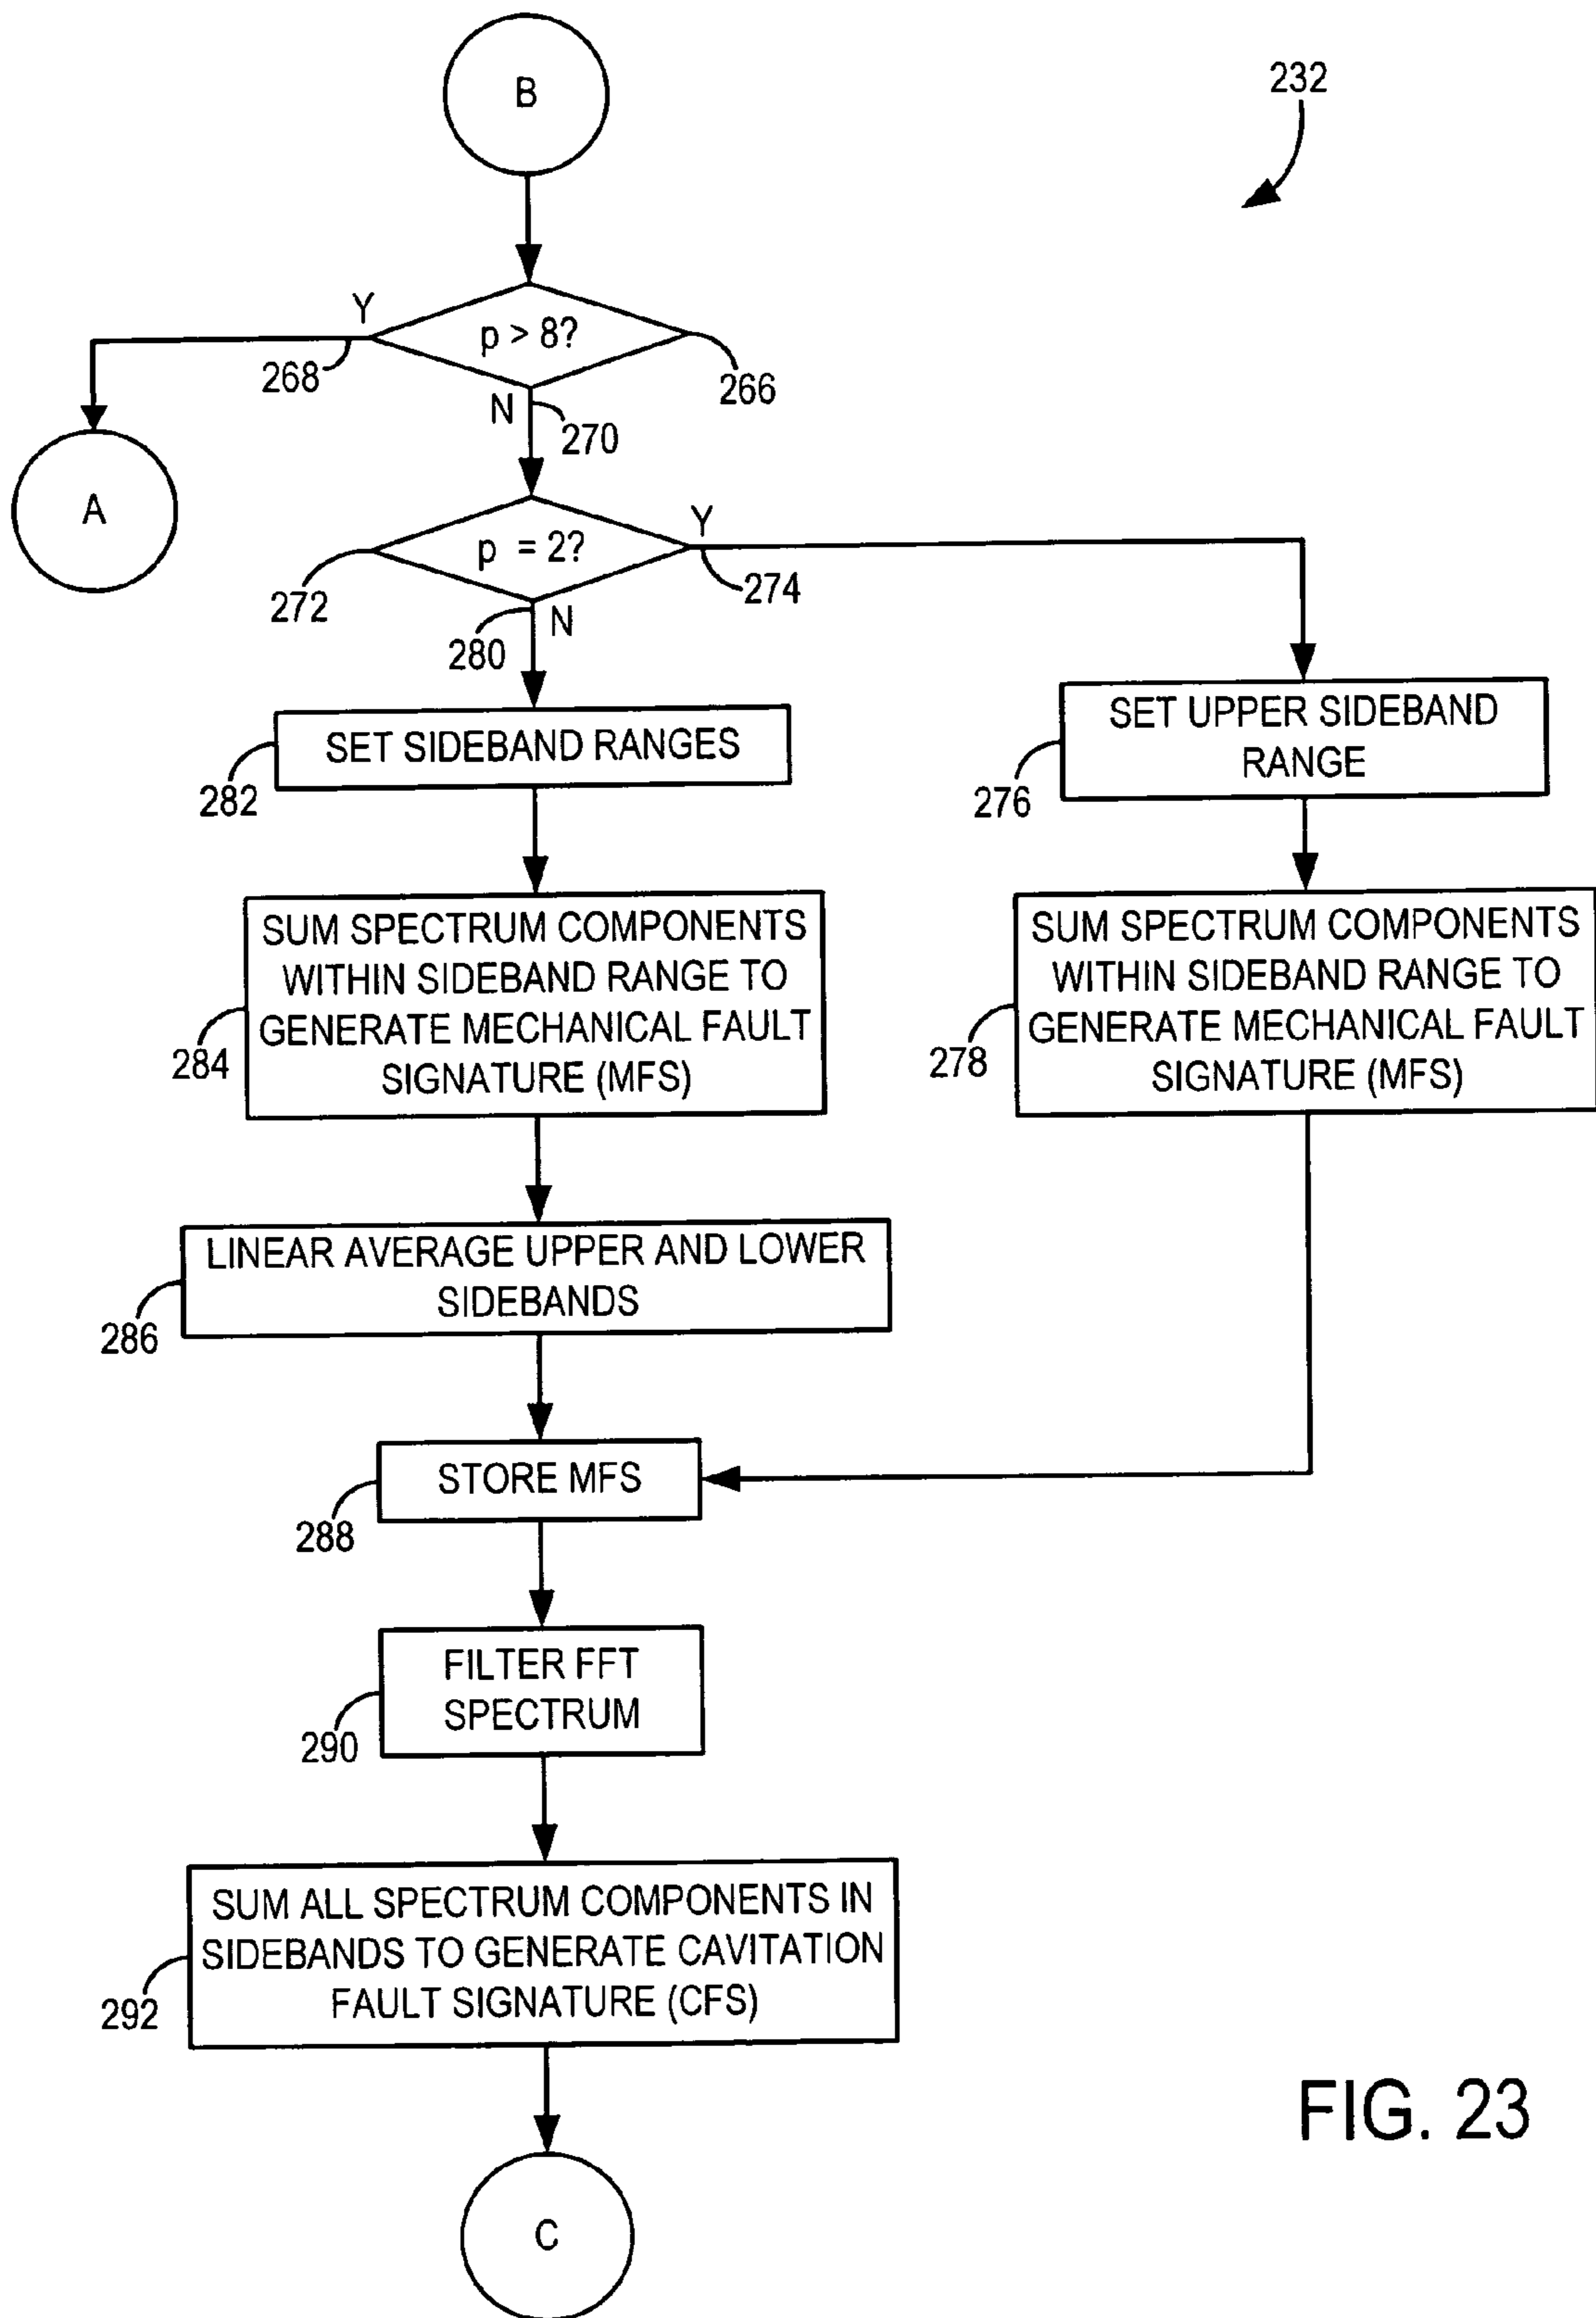 B
232
Y
p > 8?
268
266
N
270
A
Y
p = 2?
272
274
280
N
SET SIDEBAND RANGES
282
SET UPPER SIDEBAND
RANGE
276
SUM SPECTRUM COMPONENTS
WITHIN SIDEBAND RANGE TO
GENERATE MECHANICAL FAULT
SIGNATURE (MFS)
284
SUM SPECTRUM COMPONENTS
WITHIN SIDEBAND RANGE TO
GENERATE MECHANICAL FAULT
SIGNATURE (MFS)
278
LINEAR AVERAGE UPPER AND LOWER
SIDEBANDS
286
STORE MFS
288
FILTER FFT
SPECTRUM
290
SUM ALL SPECTRUM COMPONENTS IN
SIDEBANDS TO GENERATE CAVITATION
FAULT SIGNATURE (CFS)
292
C
FIG. 23